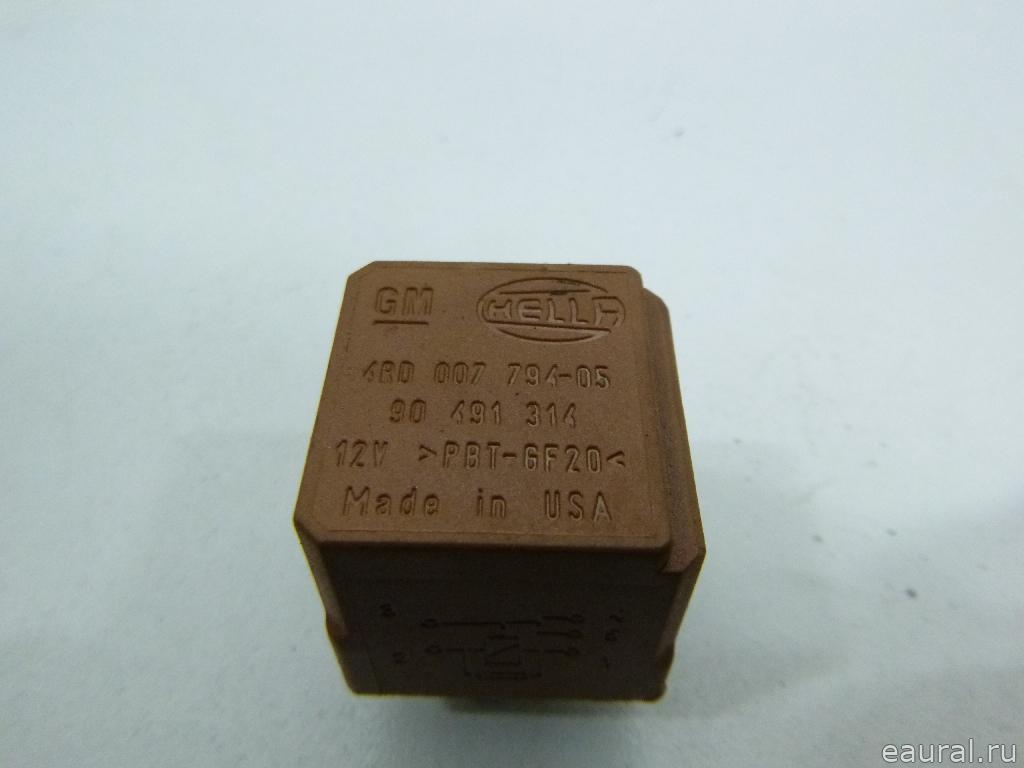 GM HELLA
4RD 007 794-05
90 491 314
12V >PBT-GF20<
Made in USA
eaural.ru